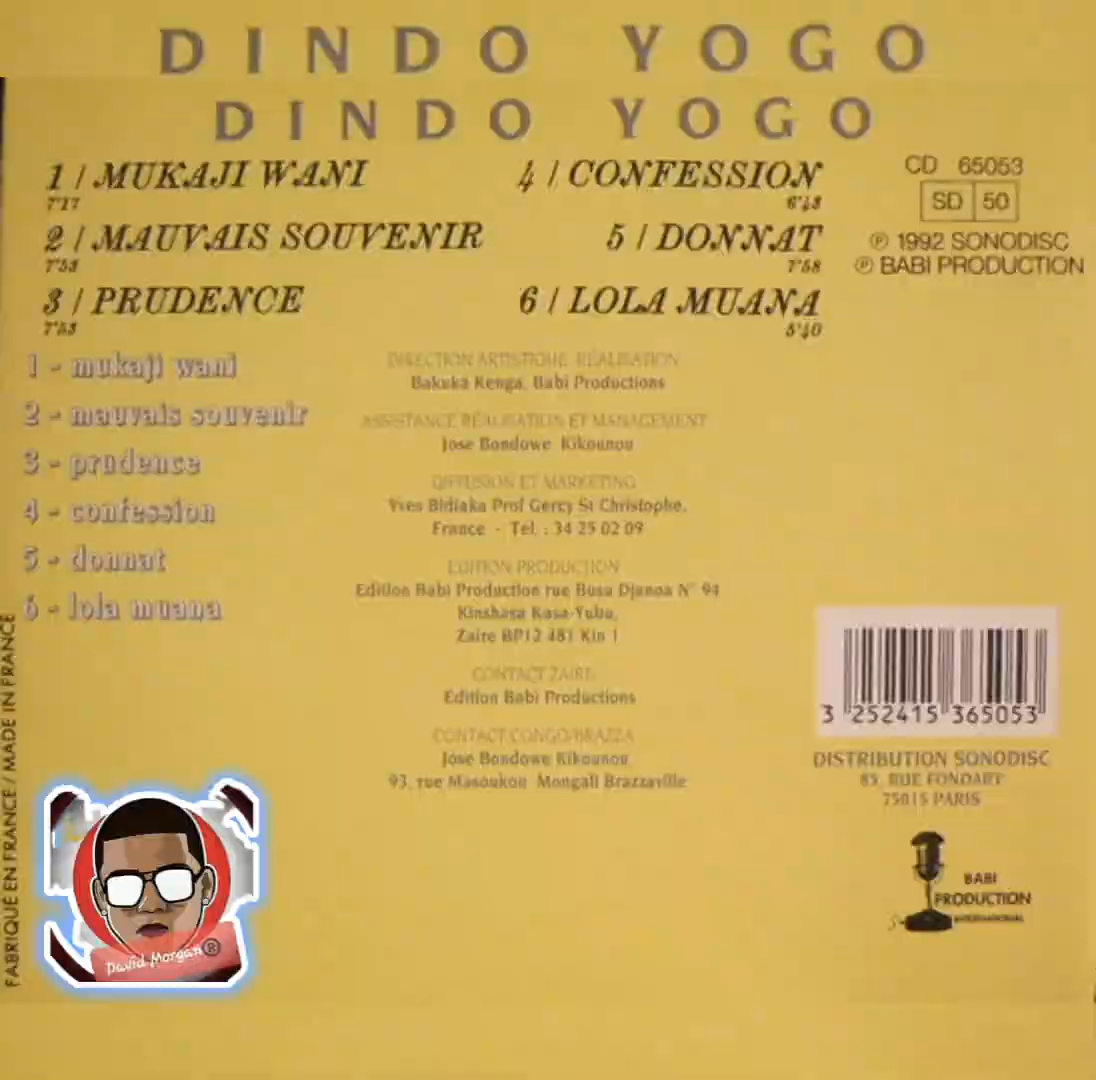 DINDO YOGO
DINDO YOGO
1 / MUKAJI WANI
7'17
2 / MAUVAIS SOUVENIR
7'53
3 / PRUDENCE
7'53
4 / CONFESSION
6'43
5 / DONNAT
7'58
6 / LOLA MUANA
5'40
CD 65053
SD 50
℗ 1992 SONODISC
℗ BABI PRODUCTION
1 - mukaji wani
2 - mauvais souvenir
3 - prudence
4 - confession
5 - donnat
6 - lola muana
DIRECTION ARTISTIQUE RÉALISATION
Bakuka Kenga, Babi Productions
ASSISTANCE RÉALISATION ET MANAGEMENT
Jose Bondowe Kikounou
DIFFUSION ET MARKETING
Yves Bidiaka Prof Gercy St Christophe,
France - Tel. : 34 25 02 09
EDITION PRODUCTION
Edition Babi Production rue Busu Djanoa N° 94
Kinshasa Kasa-Vubu,
Zaire BP12 481 Kin 1
CONTACT ZAIRE
Edition Babi Productions
CONTACT CONGO/BRAZZA
Jose Bondowe Kikounou
93, rue Masoukou Mongali Brazzaville
3 252415 365053
DISTRIBUTION SONODISC
85, RUE FONDARY
75015 PARIS
BABI
PRODUCTION
INTERNATIONAL
FABRIQUÉ EN FRANCE / MADE IN FRANCE
David Morgan®